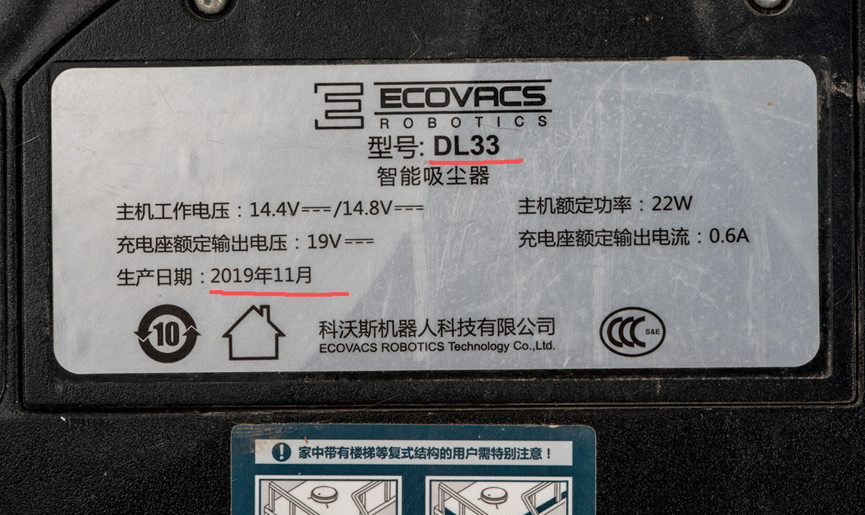 ECOVACS
ROBOTICS
型号: DL33
智能吸尘器
主机工作电压：14.4V⎓/14.8V⎓ 主机额定功率：22W
充电座额定输出电压：19V⎓ 充电座额定输出电流：0.6A
生产日期：2019年11月
10
科沃斯机器人科技有限公司
ECOVACS ROBOTICS Technology Co.,Ltd.
CCC S&E
! 家中带有楼梯等复式结构的用户需特别注意！